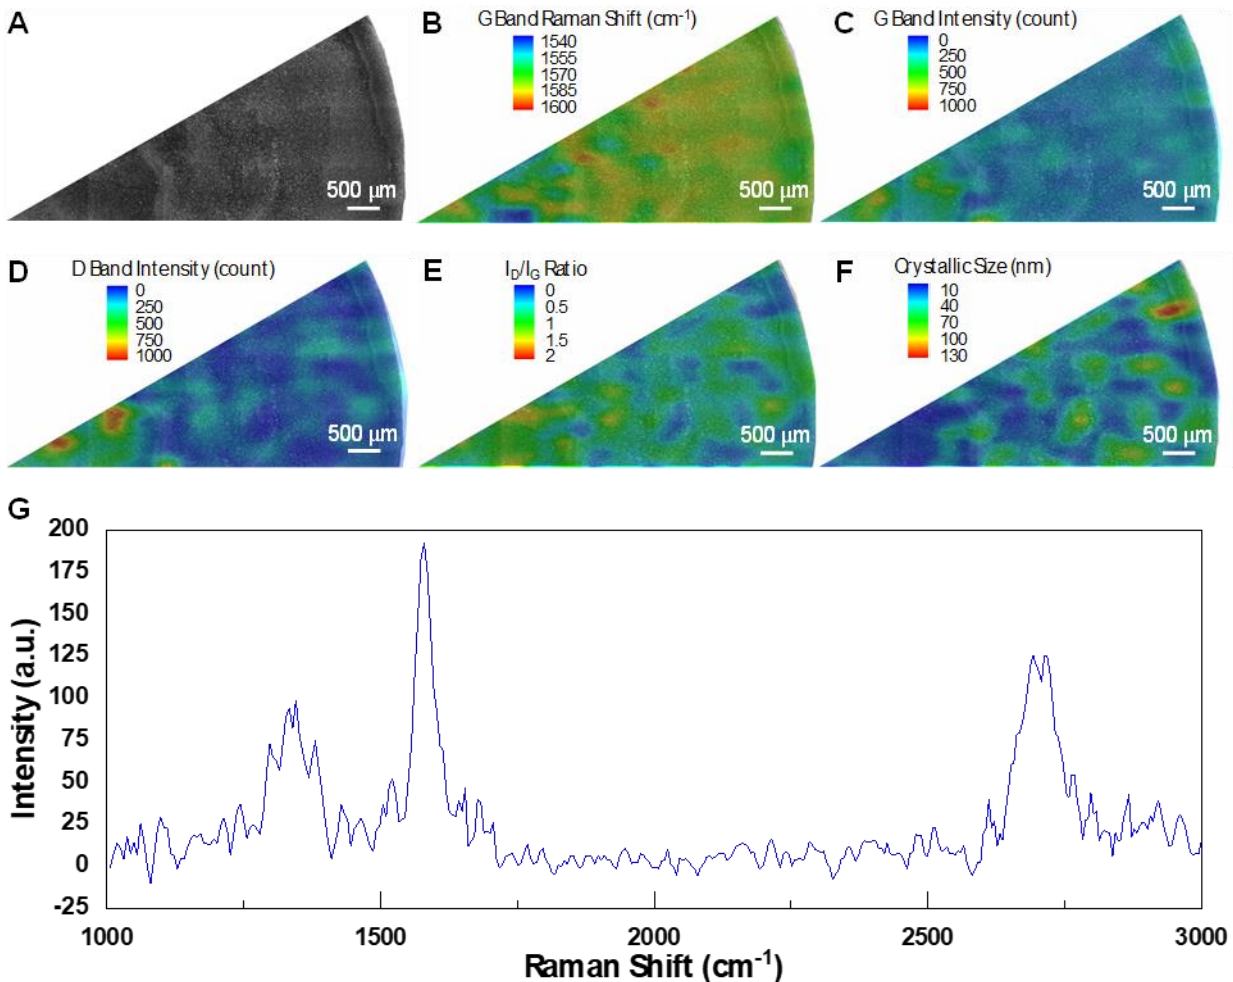 A
500 µm
B
G Band Raman Shift (cm-1)
1540
1555
1570
1585
1600
500 µm
C
G Band Intensity (count)
0
250
500
750
1000
500 µm
D
D Band Intensity (count)
0
250
500
750
1000
500 µm
E
ID/IG Ratio
0
0.5
1
1.5
2
500 µm
F
Crystallic Size (nm)
10
40
70
100
130
500 µm
G
200
175
150
125
100
75
50
25
0
-25
Intensity (a.u.)
1000
1500
2000
2500
3000
Raman Shift (cm-1)